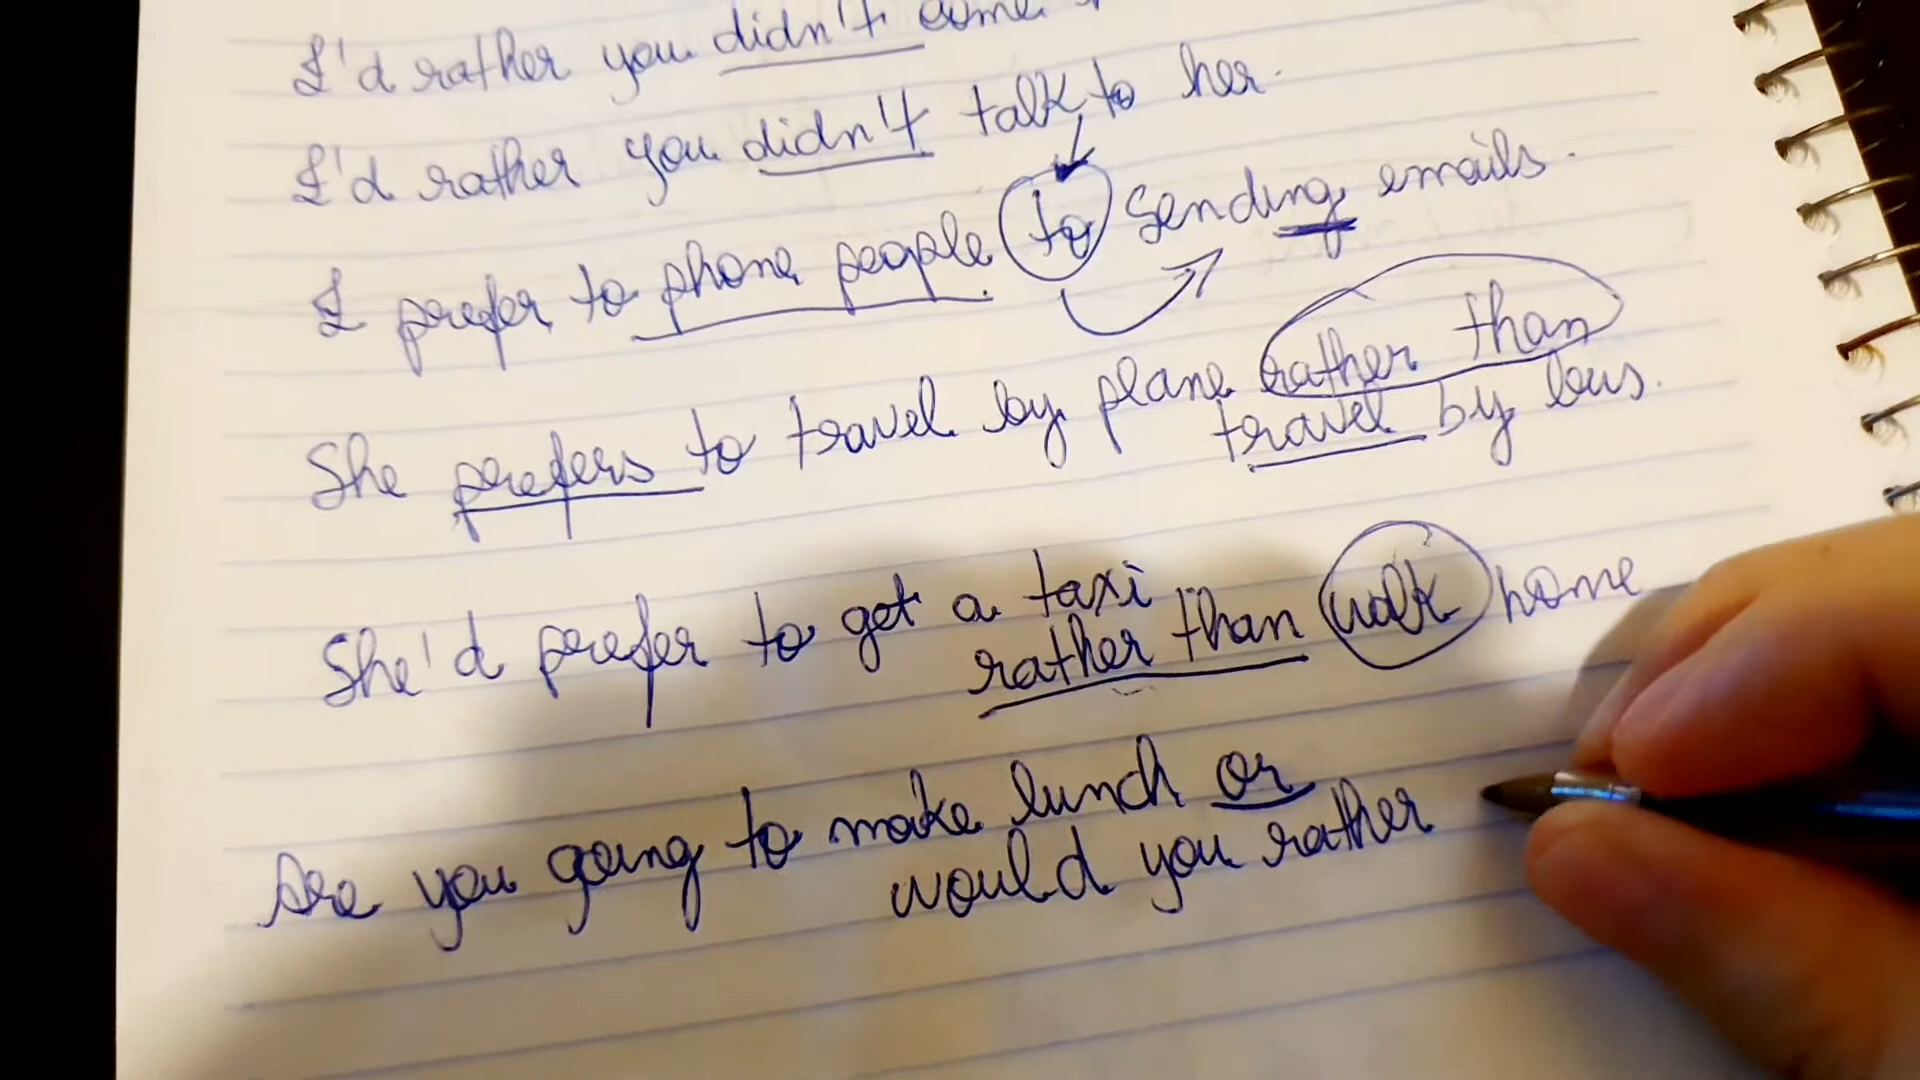 I'd rather you didn't come
I'd rather you didn't talk to her.
I prefer to phone people to sending emails.
She prefers to travel by plane rather than
travel by bus.
She'd prefer to get a taxi
rather than walk home
Are you going to make lunch or
would you rather